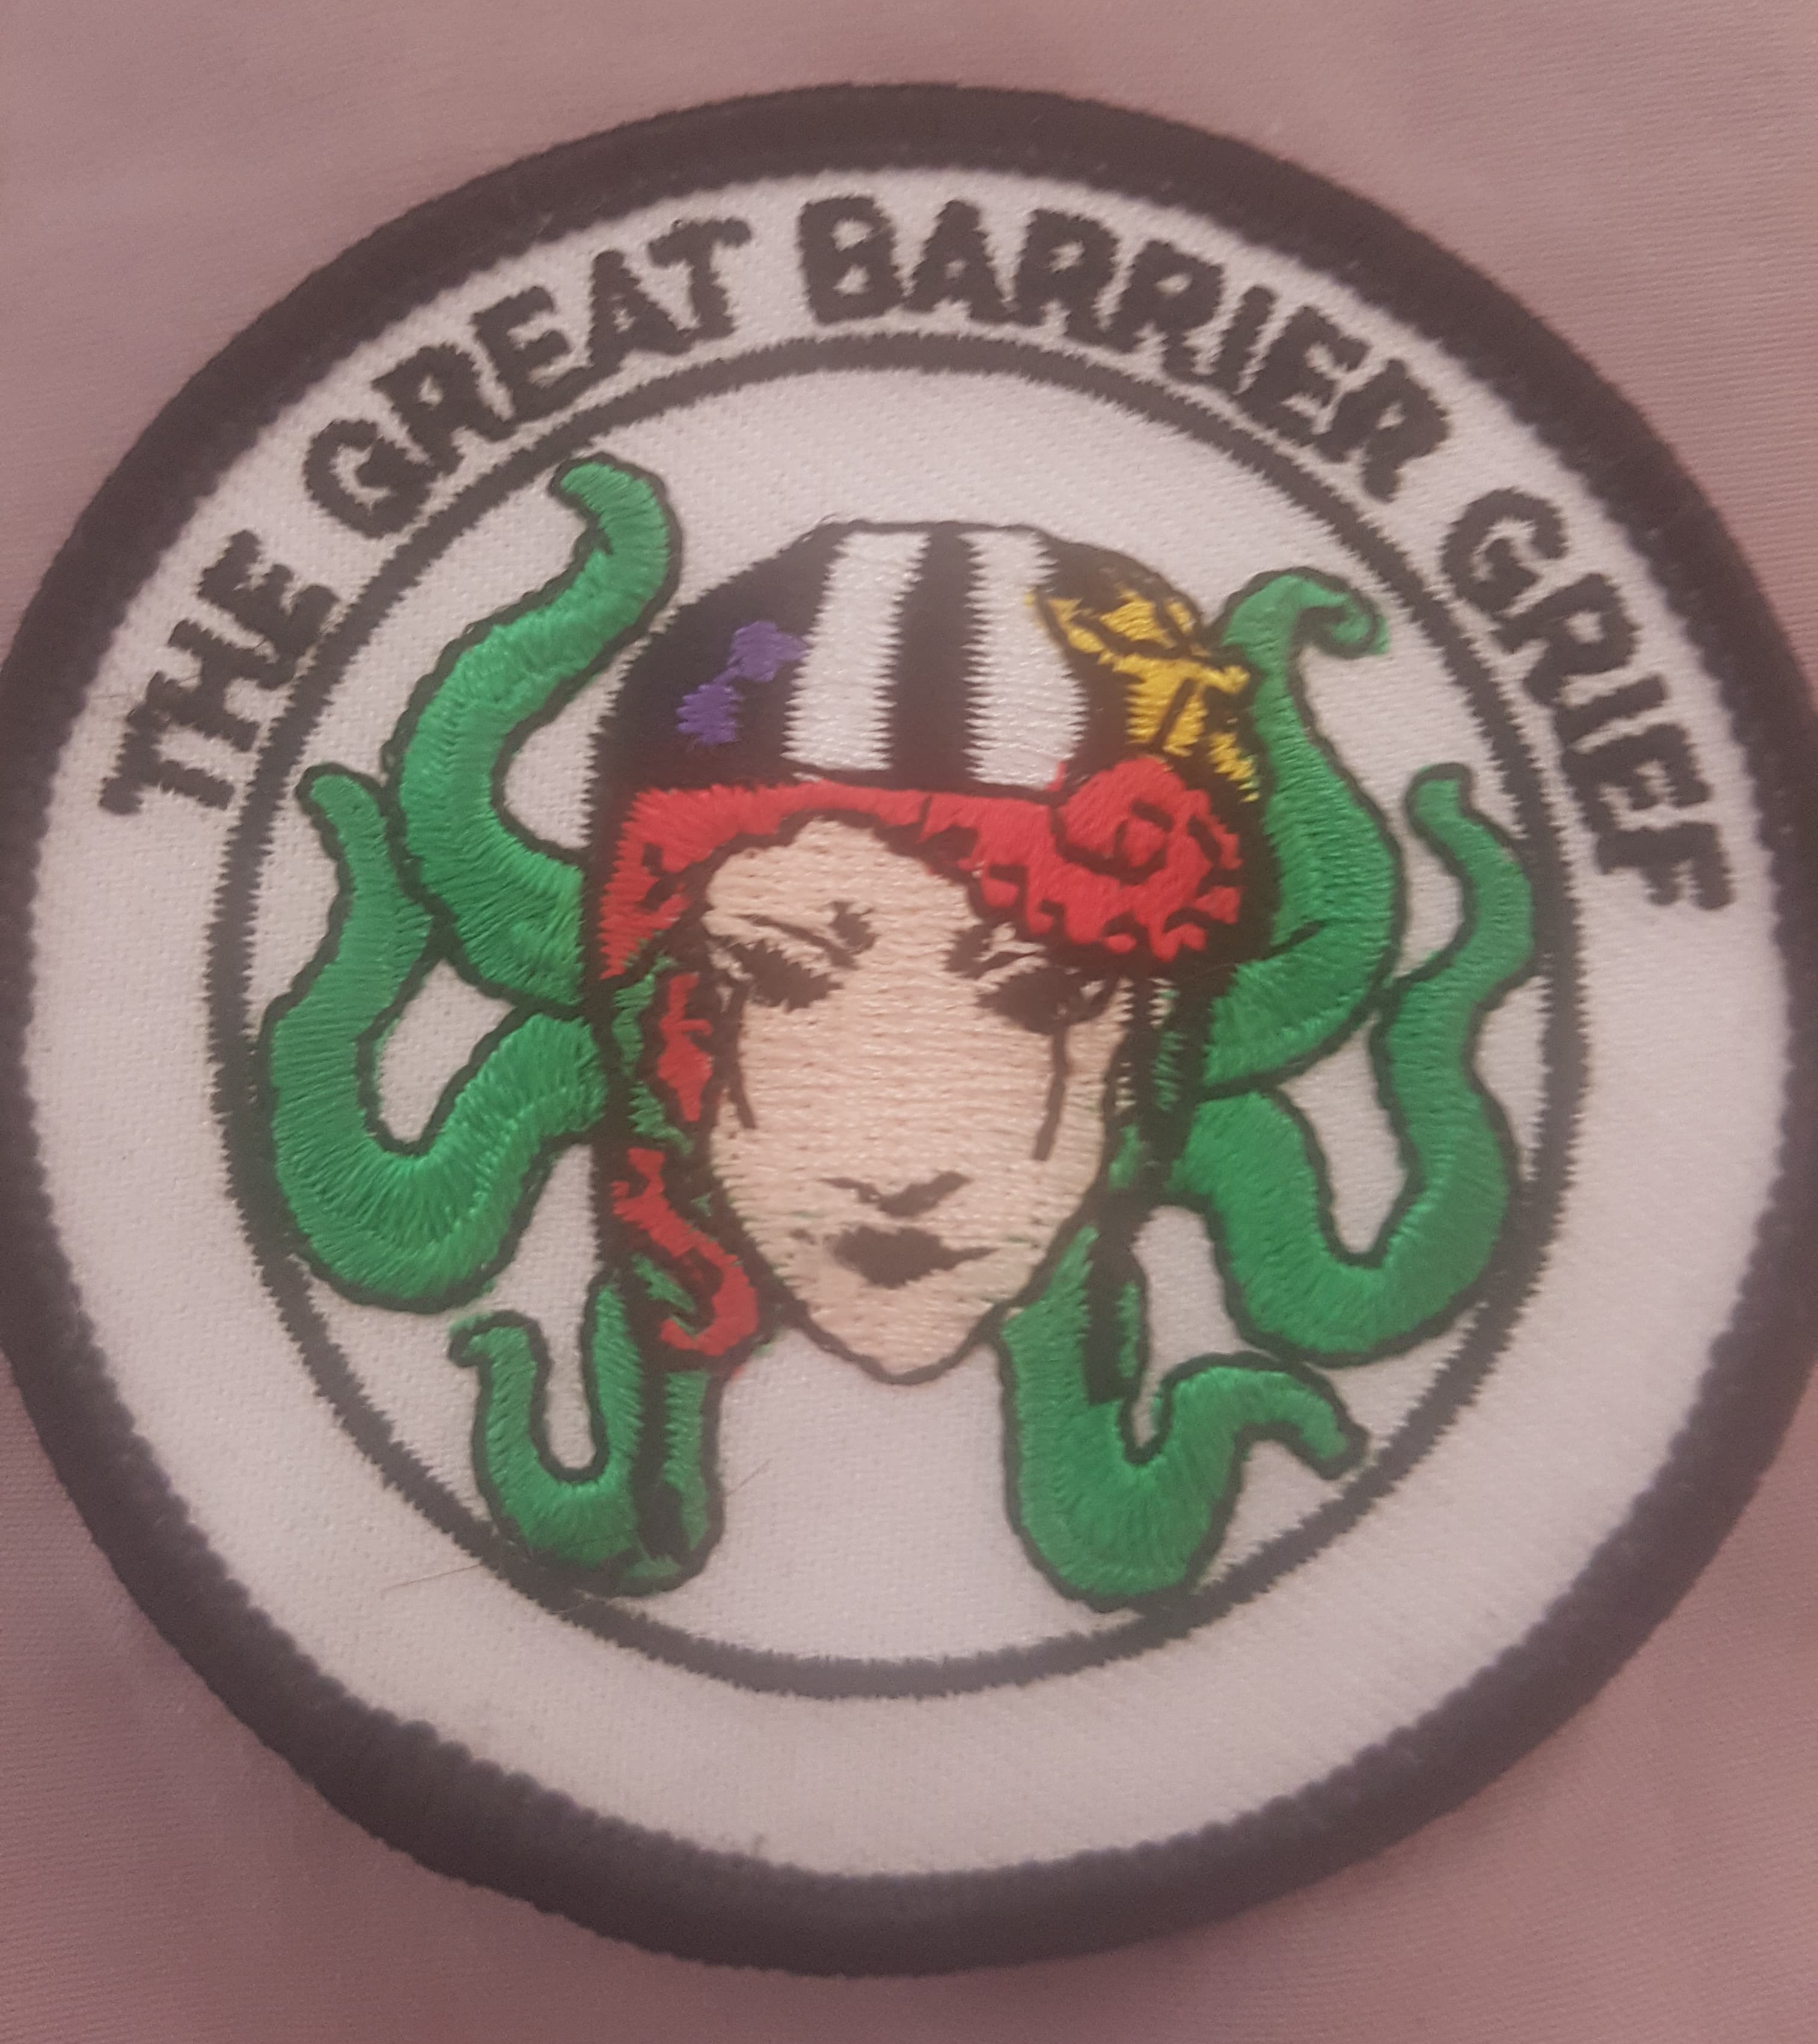 THE GREAT BARRIER GRIEF